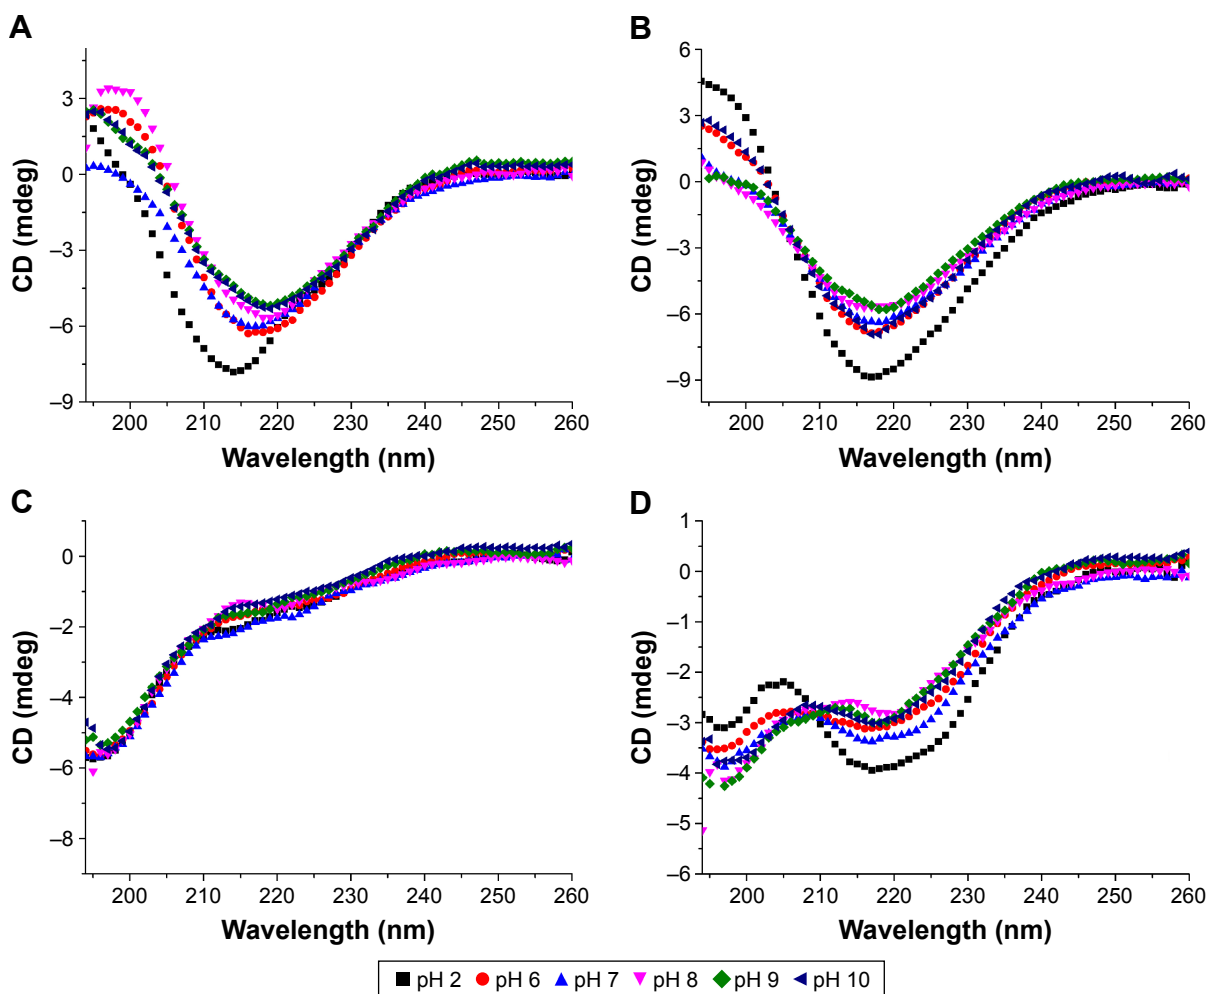 A
3
0
–3
–6
–9
CD (mdeg)
200 210 220 230 240 250 260
Wavelength (nm)
B
6
3
0
–3
–6
–9
CD (mdeg)
200 210 220 230 240 250 260
Wavelength (nm)
C
0
–2
–4
–6
–8
CD (mdeg)
200 210 220 230 240 250 260
Wavelength (nm)
D
1
0
–1
–2
–3
–4
–5
–6
CD (mdeg)
200 210 220 230 240 250 260
Wavelength (nm)
pH 2 pH 6 pH 7 pH 8 pH 9 pH 10